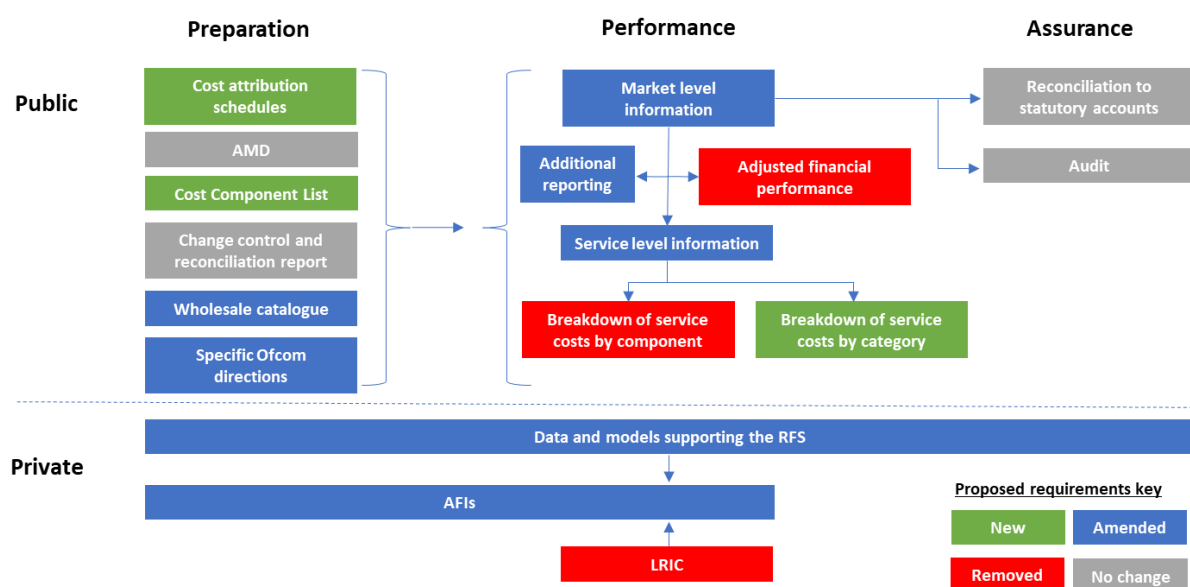 Preparation
Performance
Assurance
Public
Cost attribution
schedules
AMD
Cost Component List
Change control and
reconciliation report
Wholesale catalogue
Specific Ofcom
directions
Market level
information
Additional
reporting
Adjusted financial
performance
Service level information
Breakdown of service
costs by component
Breakdown of service
costs by category
Reconciliation to
statutory accounts
Audit
Private
Data and models supporting the RFS
AFIs
LRIC
Proposed requirements key
New
Amended
Removed
No change